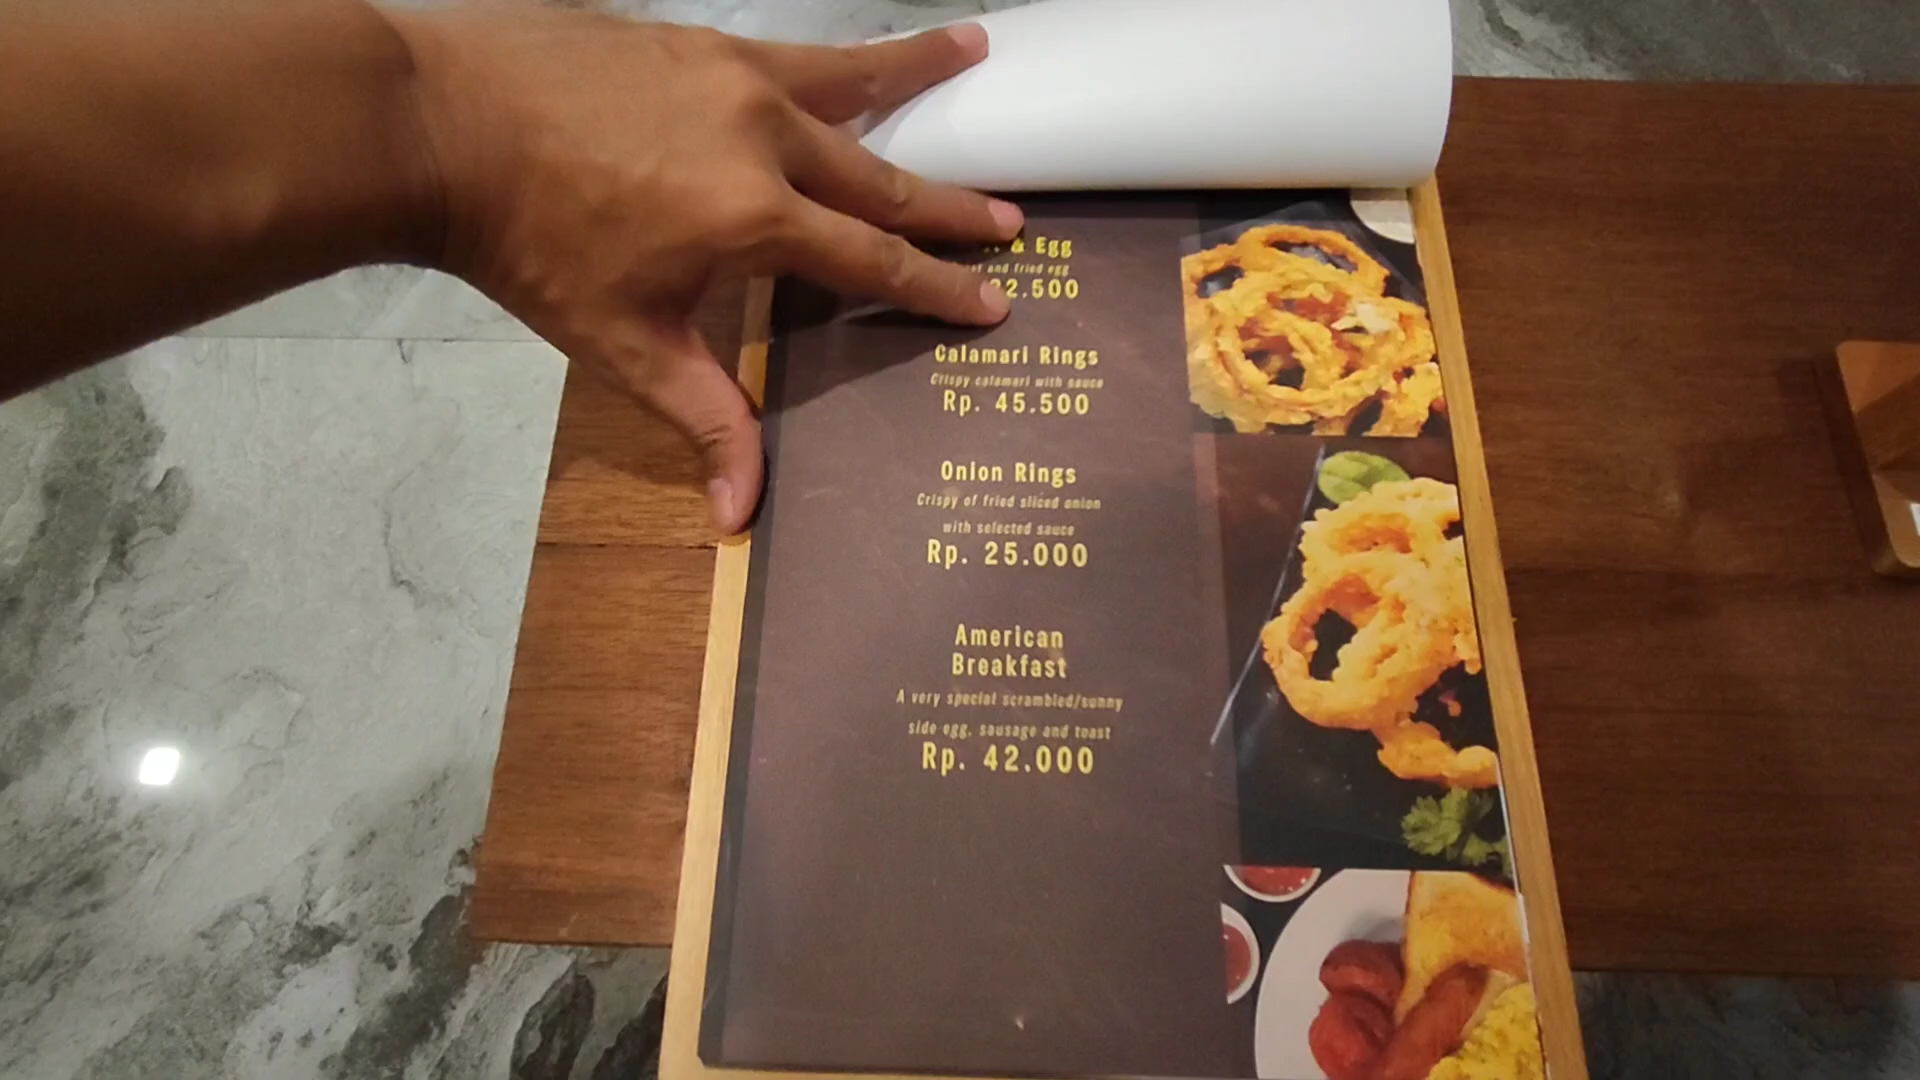 & Egg
and fried egg
22.500
Calamari Rings
Crispy calamari with sauce
Rp. 45.500
Onion Rings
Crispy of fried sliced onion
with selected sauce
Rp. 25.000
American
Breakfast
A very special scrambled/sunny
side egg, sausage and toast
Rp. 42.000